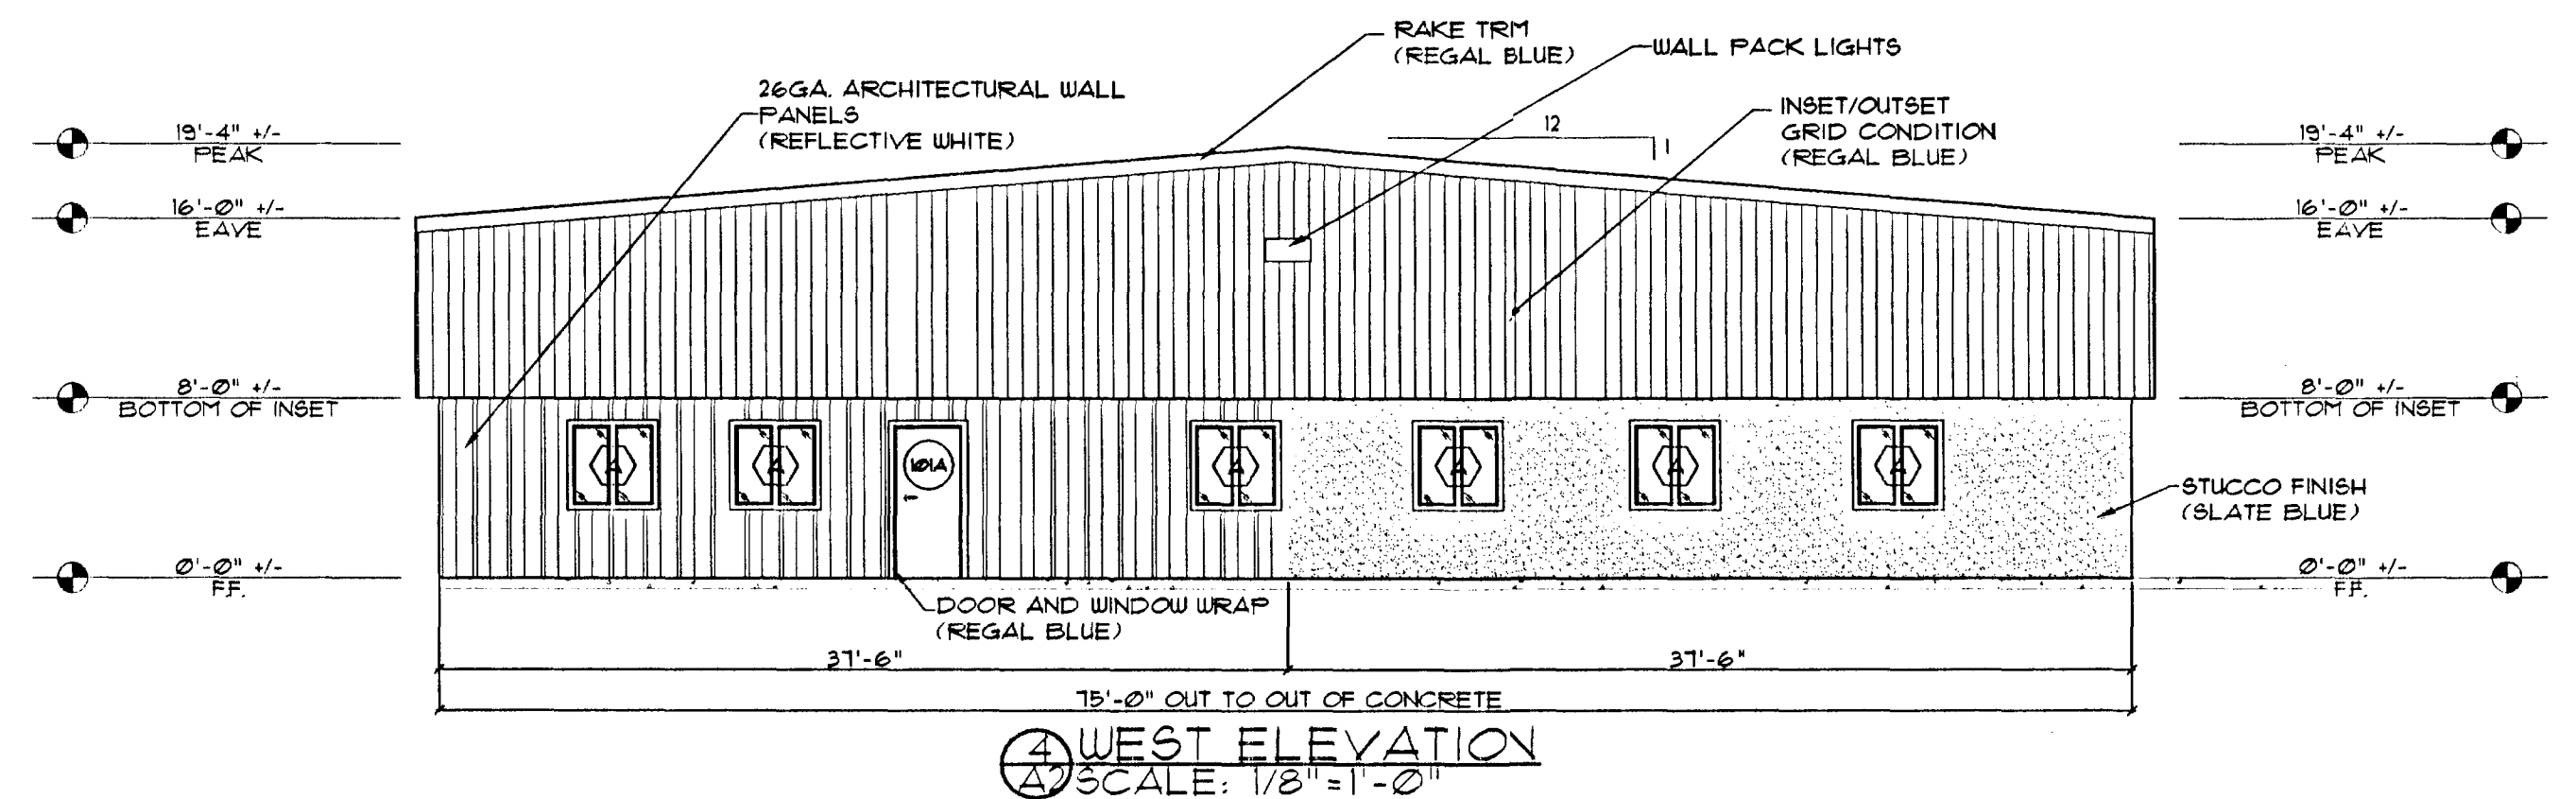 RAKE TRM
(REGAL BLUE)
WALL PACK LIGHTS
26GA. ARCHITECTURAL WALL
PANELS
(REFLECTIVE WHITE)
INSET/OUTSET
GRID CONDITION
(REGAL BLUE)
12
1
19'-4" +/-
PEAK
19'-4" +/-
PEAK
16'-0" +/-
EAVE
16'-0" +/-
EAVE
8'-0" +/-
BOTTOM OF INSET
8'-0" +/-
BOTTOM OF INSET
A
A
101A
A
A
A
A
STUCCO FINISH
(SLATE BLUE)
0'-0" +/-
F.F.
0'-0" +/-
F.F.
DOOR AND WINDOW WRAP
(REGAL BLUE)
37'-6"
37'-6"
75'-0" OUT TO OUT OF CONCRETE
4
A2
WEST ELEVATION
SCALE: 1/8"=1'-0"